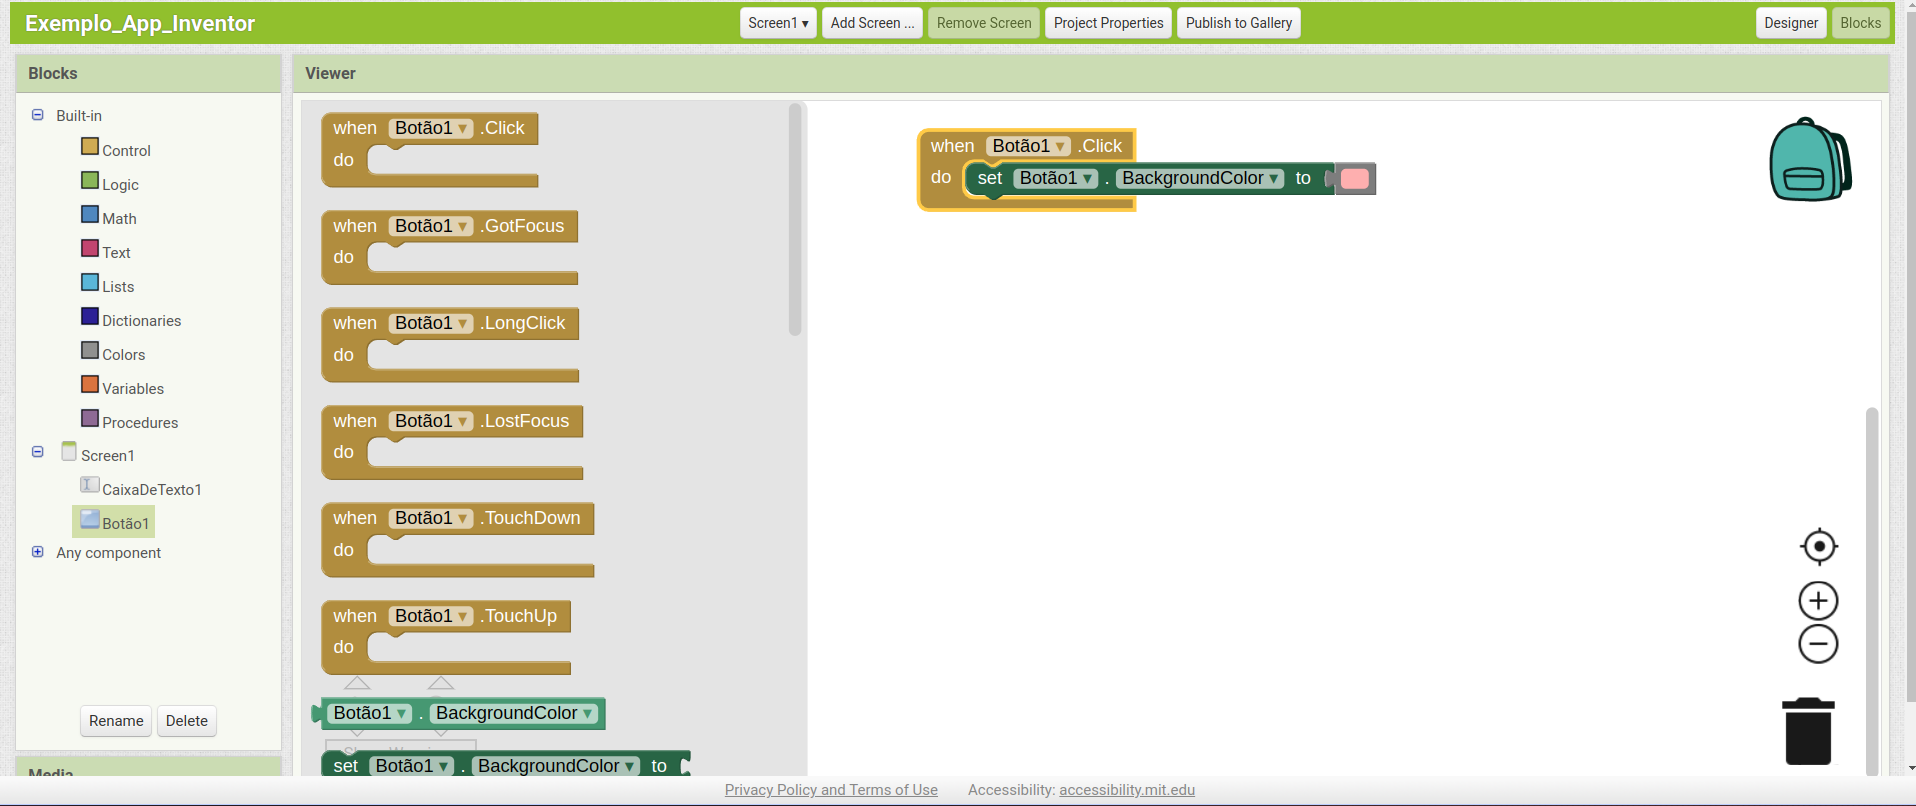 Exemplo_App_Inventor
Screen1 ▾ Add Screen ... Remove Screen Project Properties Publish to Gallery
Designer Blocks
Blocks
Built-in
Control
Logic
Math
Text
Lists
Dictionaries
Colors
Variables
Procedures
Screen1
CaixaDeTexto1
Botão1
Any component
Rename Delete
Media
Viewer
when Botão1 ▾ .Click
do
when Botão1 ▾ .GotFocus
do
when Botão1 ▾ .LongClick
do
when Botão1 ▾ .LostFocus
do
when Botão1 ▾ .TouchDown
do
when Botão1 ▾ .TouchUp
do
Botão1 ▾ . BackgroundColor ▾
set Botão1 ▾ . BackgroundColor ▾ to
when Botão1 ▾ .Click
do set Botão1 ▾ . BackgroundColor ▾ to
Privacy Policy and Terms of Use Accessibility: accessibility.mit.edu